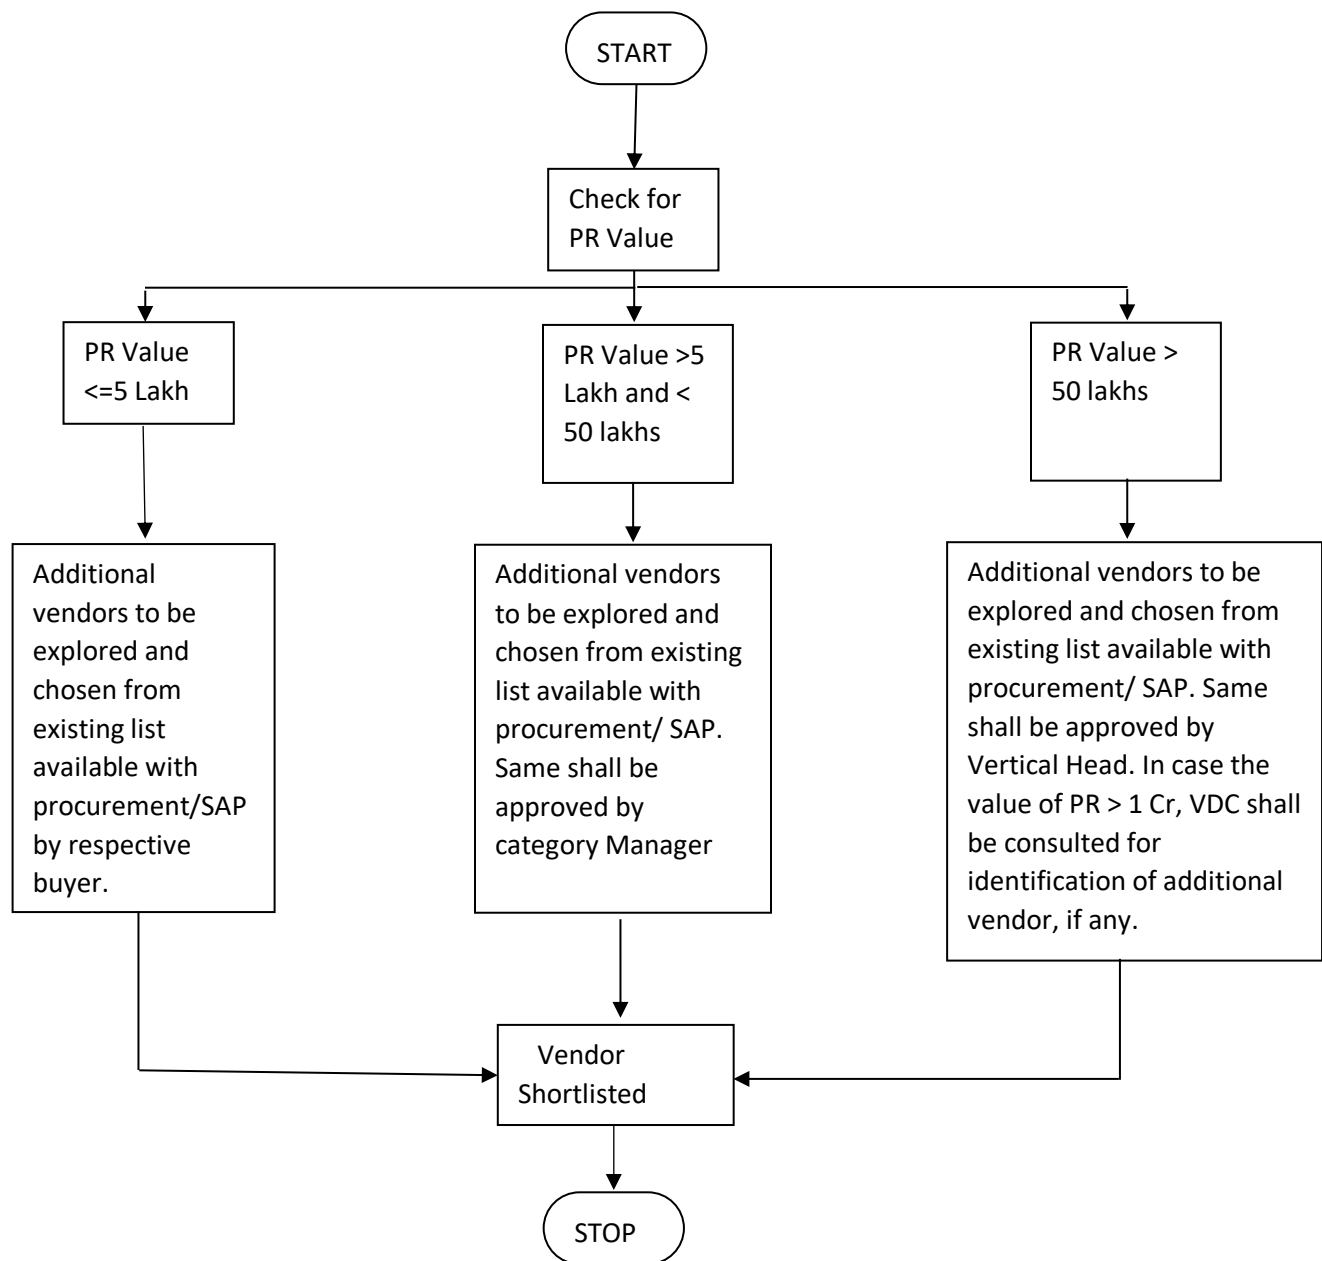 START
Check for
PR Value
PR Value
<=5 Lakh
PR Value >5
Lakh and <
50 lakhs
PR Value >
50 lakhs
Additional
vendors to be
explored and
chosen from
existing list
available with
procurement/SAP
by respective
buyer.
Additional vendors
to be explored and
chosen from existing
list available with
procurement/ SAP.
Same shall be
approved by
category Manager
Additional vendors to be
explored and chosen from
existing list available with
procurement/ SAP. Same
shall be approved by
Vertical Head. In case the
value of PR > 1 Cr, VDC shall
be consulted for
identification of additional
vendor, if any.
Vendor
Shortlisted
STOP